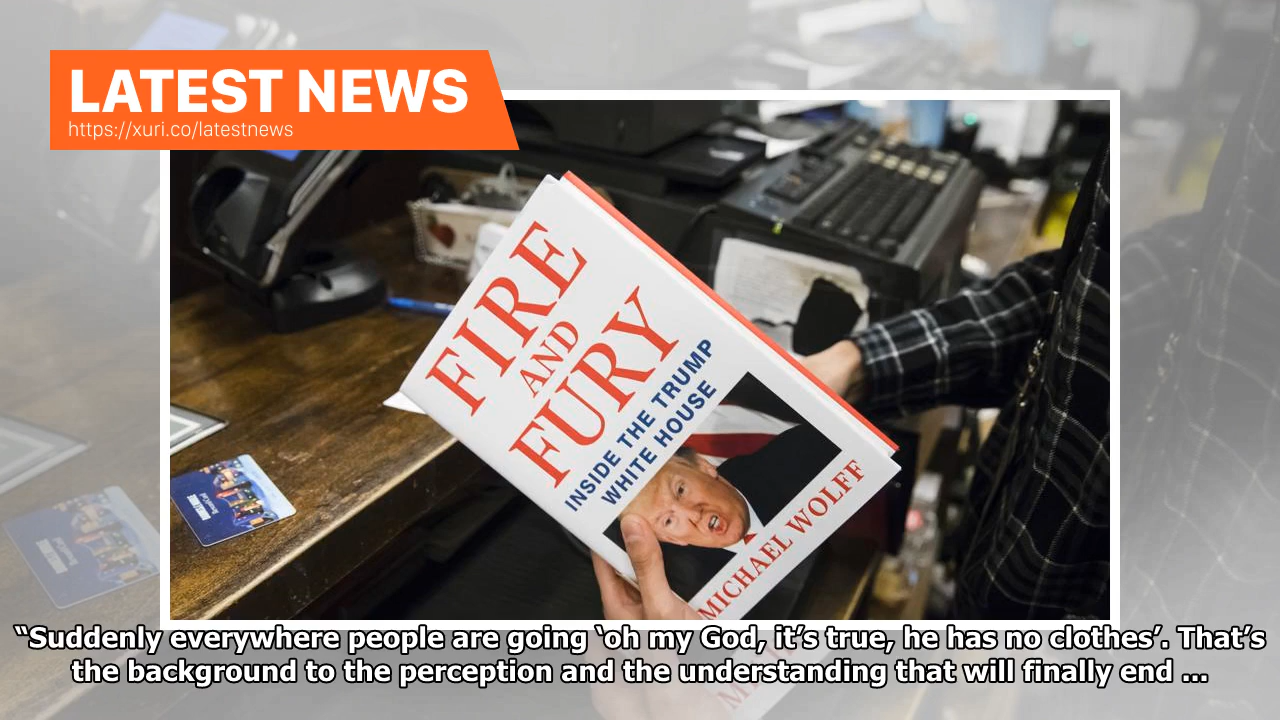 LATEST NEWS
https://xuri.co/latestnews
FIRE
AND
FURY
INSIDE THE TRUMP
WHITE HOUSE
MICHAEL WOLFF
“Suddenly everywhere people are going ‘oh my God, it’s true, he has no clothes’. That’s
the background to the perception and the understanding that will finally end ...